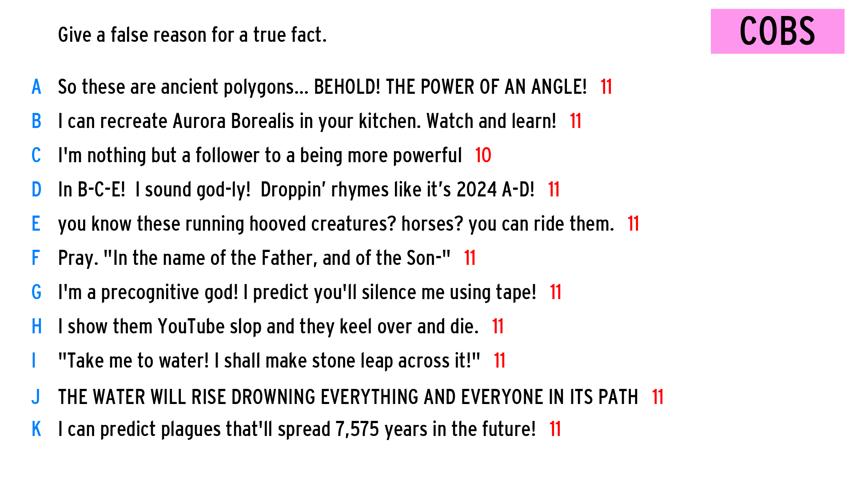 Give a false reason for a true fact.
COBS
A So these are ancient polygons... BEHOLD! THE POWER OF AN ANGLE! 11
B I can recreate Aurora Borealis in your kitchen. Watch and learn! 11
C I'm nothing but a follower to a being more powerful 10
D In B-C-E!  I sound god-ly!  Droppin’ rhymes like it’s 2024 A-D! 11
E you know these running hooved creatures? horses? you can ride them. 11
F Pray. "In the name of the Father, and of the Son-" 11
G I'm a precognitive god! I predict you'll silence me using tape! 11
H I show them YouTube slop and they keel over and die. 11
I "Take me to water! I shall make stone leap across it!" 11
J THE WATER WILL RISE DROWNING EVERYTHING AND EVERYONE IN ITS PATH 11
K I can predict plagues that'll spread 7,575 years in the future! 11